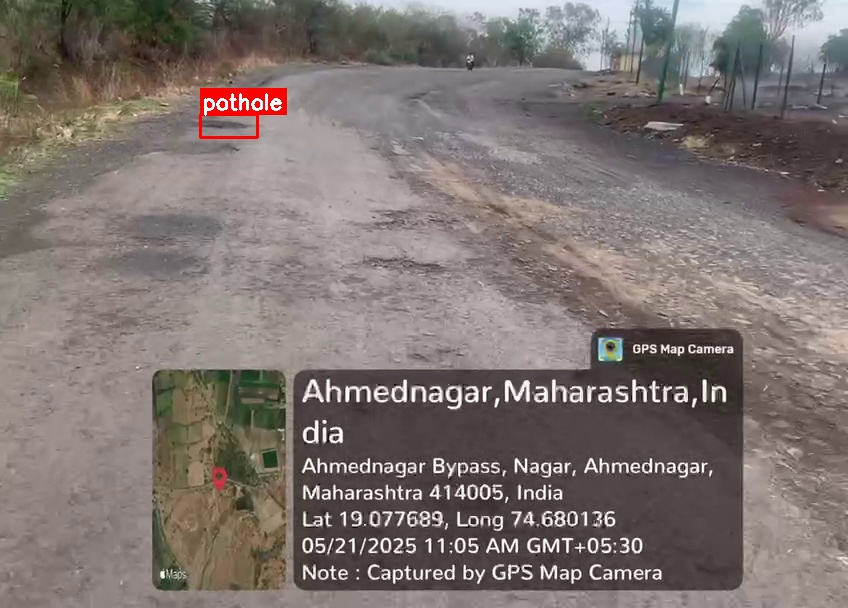 pothole
GPS Map Camera
Ahmednagar,Maharashtra,In
dia
Ahmednagar Bypass, Nagar, Ahmednagar,
Maharashtra 414005, India
Lat 19.077689, Long 74.680136
05/21/2025 11:05 AM GMT+05:30
Note : Captured by GPS Map Camera
Maps